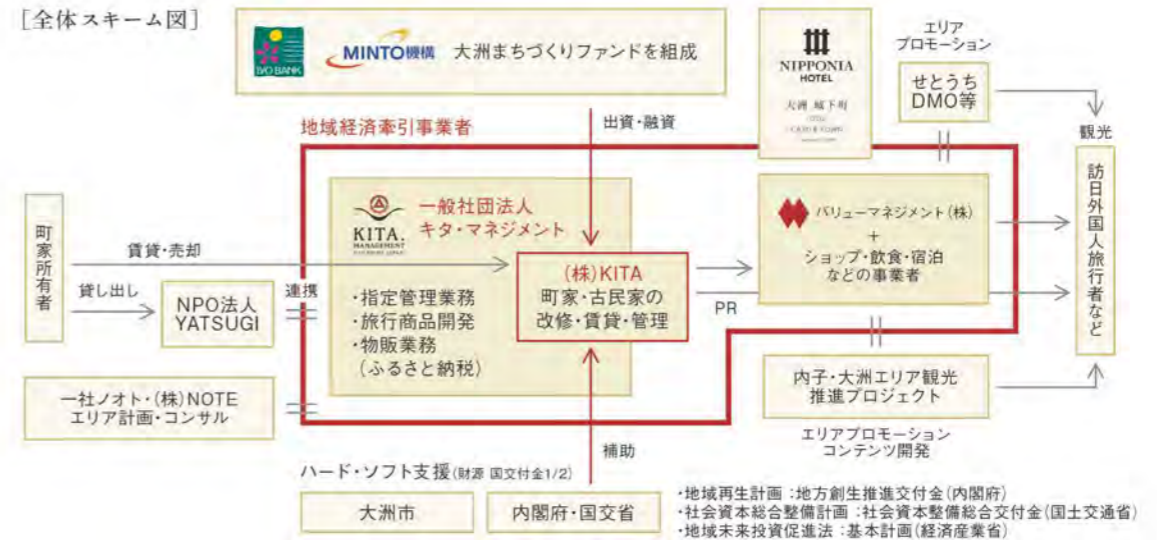 [全体スキーム図]
IYO BANK
MINTO機構
大洲まちづくりファンドを組成
NIPPONIA
HOTEL
大洲 城下町
エリア
プロモーション
せとうち
DMO等
観光
訪日外国人旅行者など
地域経済牽引事業者
出資・融資
町家所有者
賃貸・売却
貸し出し
NPO法人
YATSUGI
連携
KITA.
MANAGEMENT
一般社団法人
キタ・マネジメント
・指定管理業務
・旅行商品開発
・物販業務
(ふるさと納税)
(株)KITA
町家・古民家の
改修・賃貸・管理
PR
バリューマネジメント(株)
+
ショップ・飲食・宿泊
などの事業者
一社ノオト・(株)NOTE
エリア計画・コンサル
内子・大洲エリア観光
推進プロジェクト
エリアプロモーション
コンテンツ開発
補助
ハード・ソフト支援(財源 国交付金1/2)
大洲市
内閣府・国交省
・地域再生計画:地方創生推進交付金(内閣府)
・社会資本総合整備計画:社会資本整備総合交付金(国土交通省)
・地域未来投資促進法:基本計画(経済産業省)